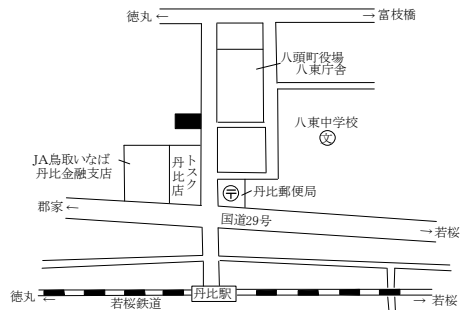 徳丸←
→富枝橋
八頭町役場
八東庁舎
八東中学校
文
JA鳥取いなば
丹比金融支店
トスク
丹比店
〒
丹比郵便局
郡家←
国道29号
→若桜
徳丸←
若桜鉄道
丹比駅
→若桜